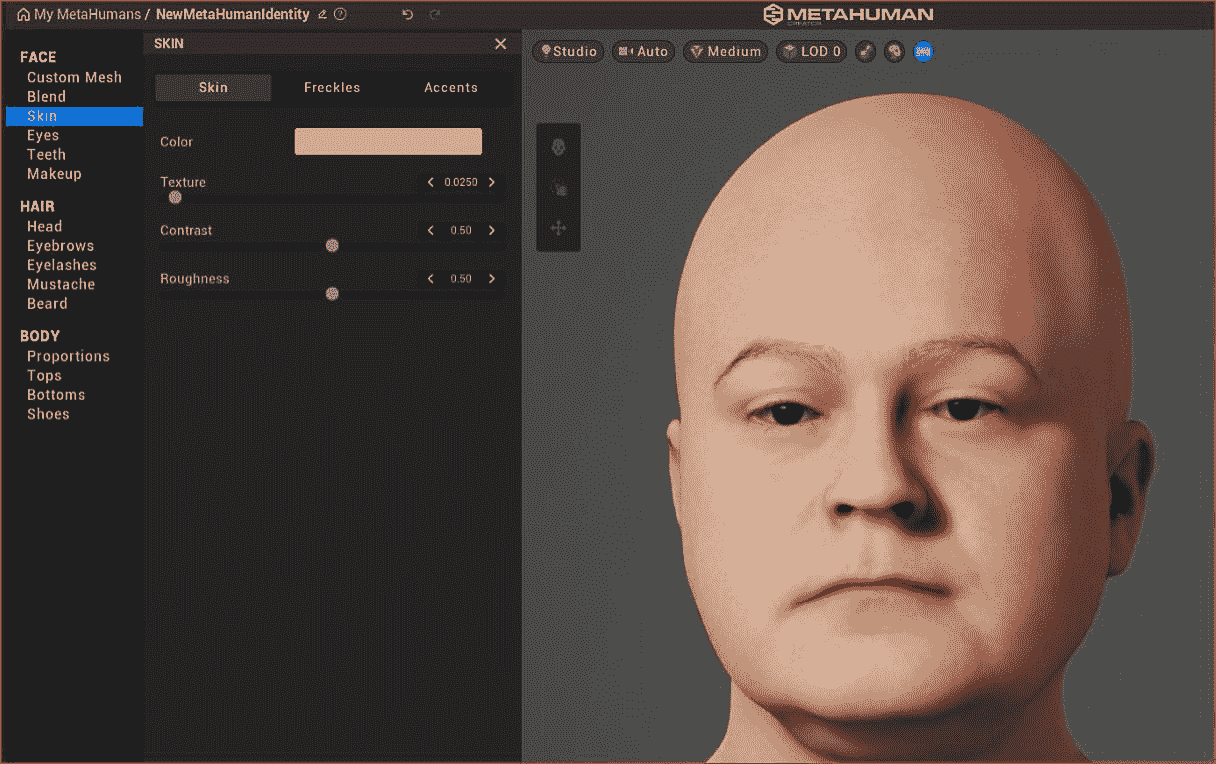 My MetaHumans / NewMetaHumanIdentity
METAHUMAN
CREATOR
SKIN
Studio
Auto
Medium
LOD 0
FACE
Custom Mesh
Blend
Skin
Eyes
Teeth
Makeup
HAIR
Head
Eyebrows
Eyelashes
Mustache
Beard
BODY
Proportions
Tops
Bottoms
Shoes
Skin Freckles Accents
Color
Texture 0.0250
Contrast 0.50
Roughness 0.50